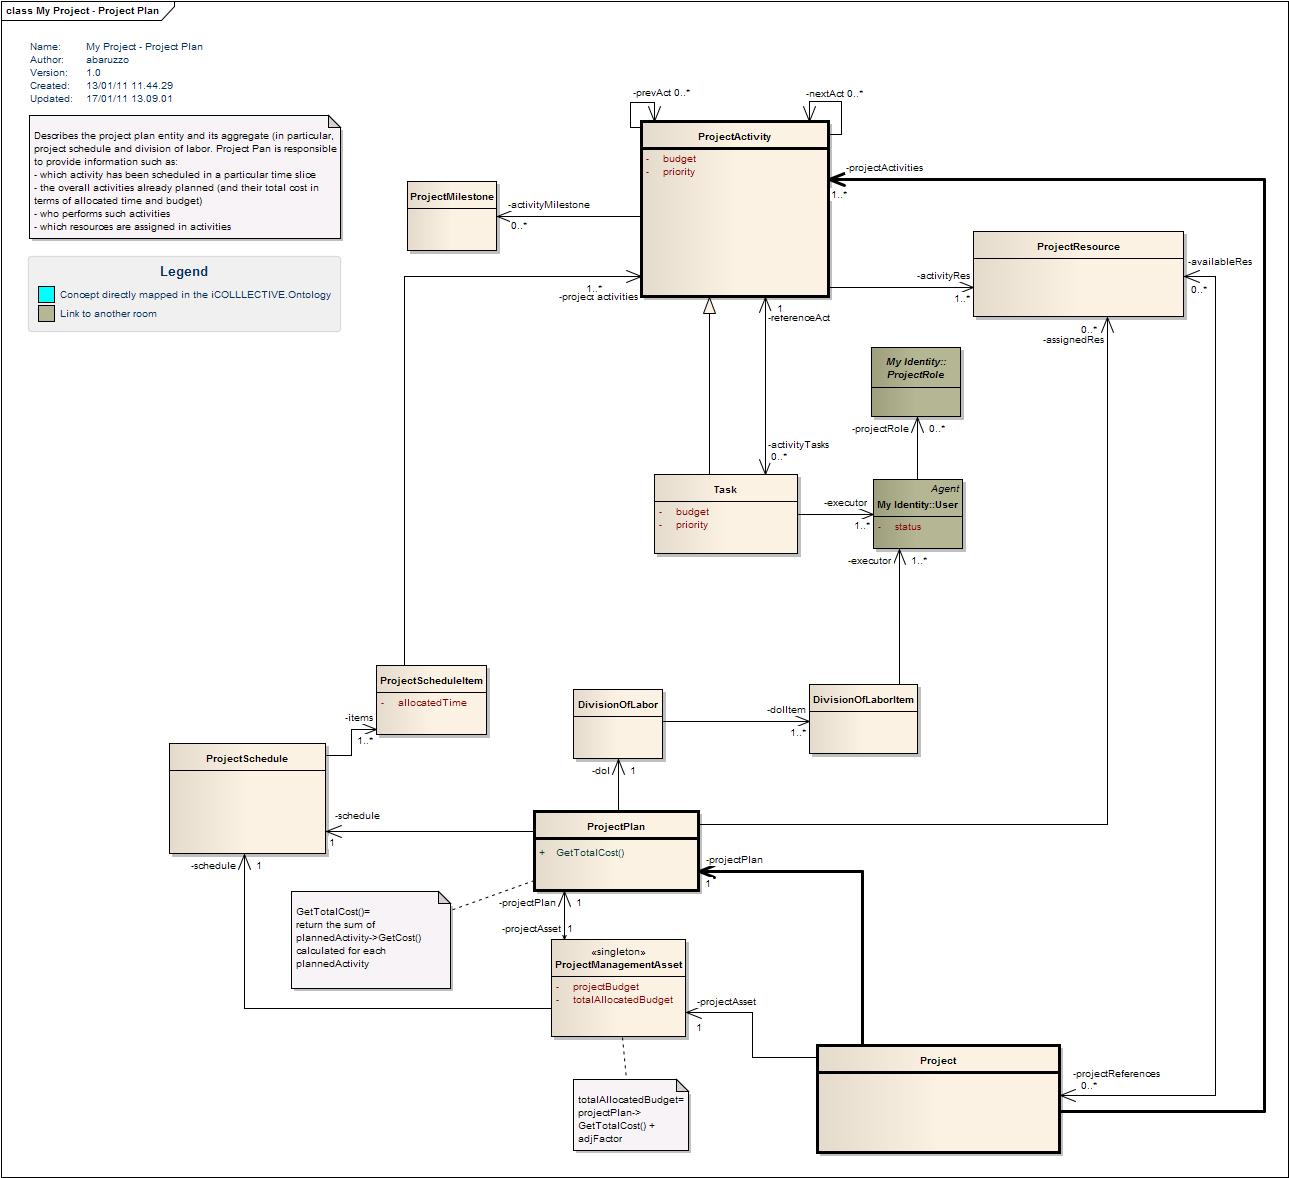 class My Project - Project Plan
Name: My Project - Project Plan
Author: abaruzzo
Version: 1.0
Created: 13/01/11 11.44.29
Updated: 17/01/11 13.09.01
Describes the project plan entity and its aggregate (in particular,
project schedule and division of labor. Project Pan is responsible
to provide information such as:
- which activity has been scheduled in a particular time slice
- the overall activities already planned (and their total cost in
terms of allocated time and budget)
- who performs such activities
- which resources are assigned in activities
Legend
Concept directly mapped in the iCOLLLECTIVE.Ontology
Link to another room
-prevAct 0..*
-nextAct 0..*
ProjectActivity
- budget
- priority
-projectActivities
1..*
ProjectMilestone
-activityMilestone
0..*
ProjectResource
-activityRes
1..*
-availableRes
0..*
1..*
-project activities
1
-referenceAct
0..*
-assignedRes
My Identity::
ProjectRole
-projectRole 0..*
-activityTasks
0..*
Task
- budget
- priority
-executor
1..*
Agent
My Identity::User
- status
-executor 1..*
ProjectScheduleItem
- allocatedTime
-items
1..*
DivisionOfLabor
-dolItem
1..*
DivisionOfLaborItem
ProjectSchedule
-dol 1
-schedule
1
-schedule 1
ProjectPlan
+ GetTotalCost()
-projectPlan
1
GetTotalCost()=
return the sum of
plannedActivity->GetCost()
calculated for each
plannedActivity
-projectPlan 1
-projectAsset 1
«singleton»
ProjectManagementAsset
- projectBudget
- totalAllocatedBudget
-projectAsset
1
Project
-projectReferences
0..*
totalAllocatedBudget=
projectPlan->
GetTotalCost() +
adjFactor